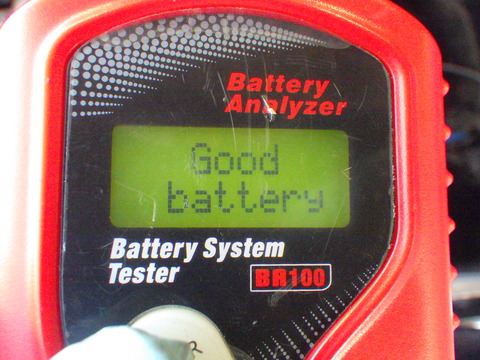 Battery
Analyzer
Good
battery
Battery System
Tester
BR100
R